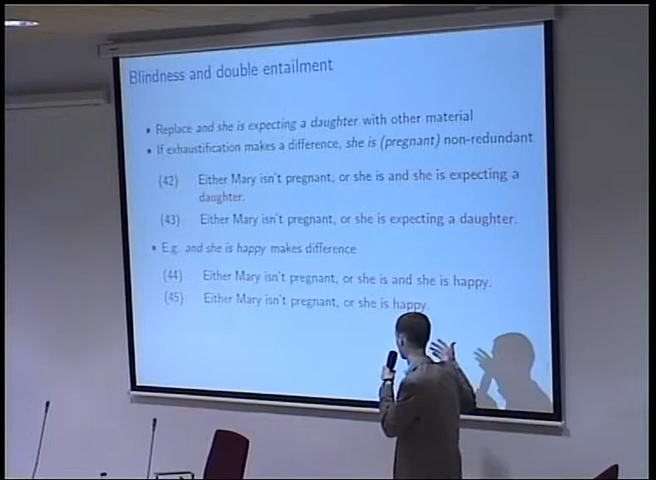 Blindness and double entailment
• Replace and she is expecting a daughter with other material
• If exhaustification makes a difference, she is (pregnant) non-redundant
(42) Either Mary isn't pregnant, or she is and she is expecting a
daughter.
(43) Either Mary isn't pregnant, or she is expecting a daughter.
• E.g. and she is happy makes difference
(44) Either Mary isn't pregnant, or she is and she is happy.
(45) Either Mary isn't pregnant, or she is happy.